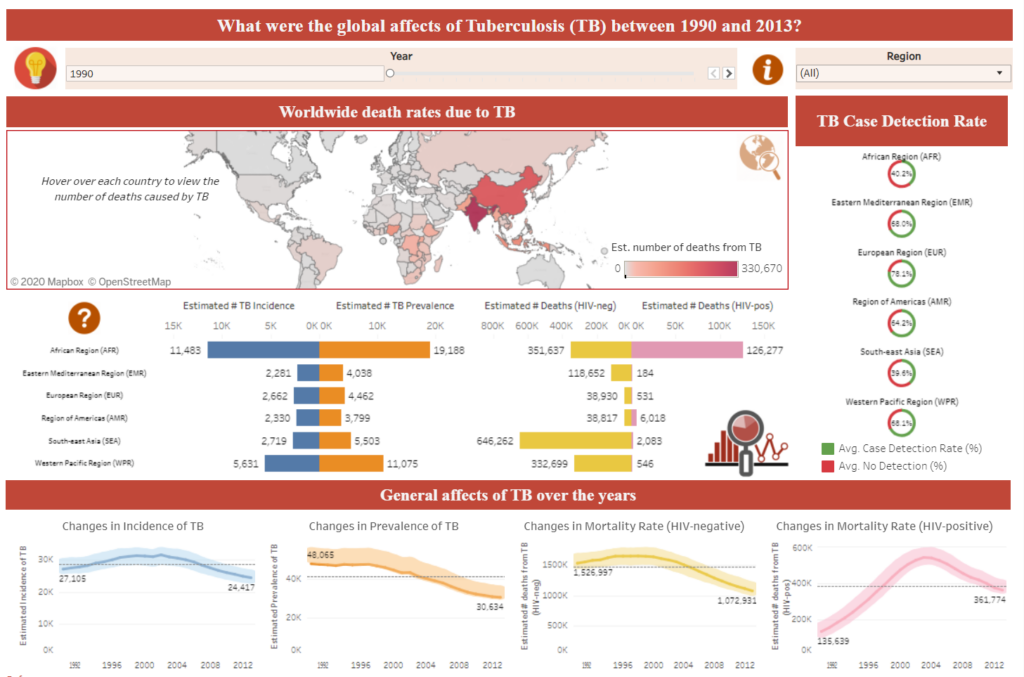 What were the global affects of Tuberculosis (TB) between 1990 and 2013?
Year
1990
Region
(All)
Worldwide death rates due to TB
TB Case Detection Rate
Hover over each country to view the
number of deaths caused by TB
Est. number of deaths from TB
0
330,670
© 2020 Mapbox © OpenStreetMap
African Region (AFR)
40.2%
Eastern Mediterranean Region (EMR)
68.0%
European Region (EUR)
78.1%
Region of Americas (AMR)
64.2%
South-east Asia (SEA)
39.6%
Western Pacific Region (WPR)
68.1%
Avg. Case Detection Rate (%)
Avg. No Detection (%)
?
Estimated # TB Incidence
Estimated # TB Prevalence
Estimated # Deaths (HIV-neg)
Estimated # Deaths (HIV-pos)
15K 10K 5K 0K 0K 10K 20K 800K 600K 400K 200K 0K 0K 50K 100K 150K
African Region (AFR) 11,483 19,188 351,637 126,277
Eastern Mediterranean Region (EMR) 2,281 4,038 118,652 184
European Region (EUR) 2,662 4,462 38,930 531
Region of Americas (AMR) 2,330 3,799 38,817 6,018
South-east Asia (SEA) 2,719 5,503 646,262 2,083
Western Pacific Region (WPR) 5,631 11,075 332,699 546
General affects of TB over the years
Changes in Incidence of TB
Estimated Incidence of TB
30K
20K
10K
0K
27,105
24,417
1992 1996 2000 2004 2008 2012
Changes in Prevalence of TB
Estimated Prevalence of TB
40K
20K
0K
48,065
30,634
1992 1996 2000 2004 2008 2012
Changes in Mortality Rate (HIV-negative)
Estimated # deaths from TB
(HIV-neg)
1500K
1000K
500K
0K
1,526,997
1,072,931
1996 2000 2004 2008 2012
Changes in Mortality Rate (HIV-positive)
Estimated # deaths from TB
(HIV-pos)
600K
400K
200K
0K
135,639
361,774
1996 2000 2004 2008 2012